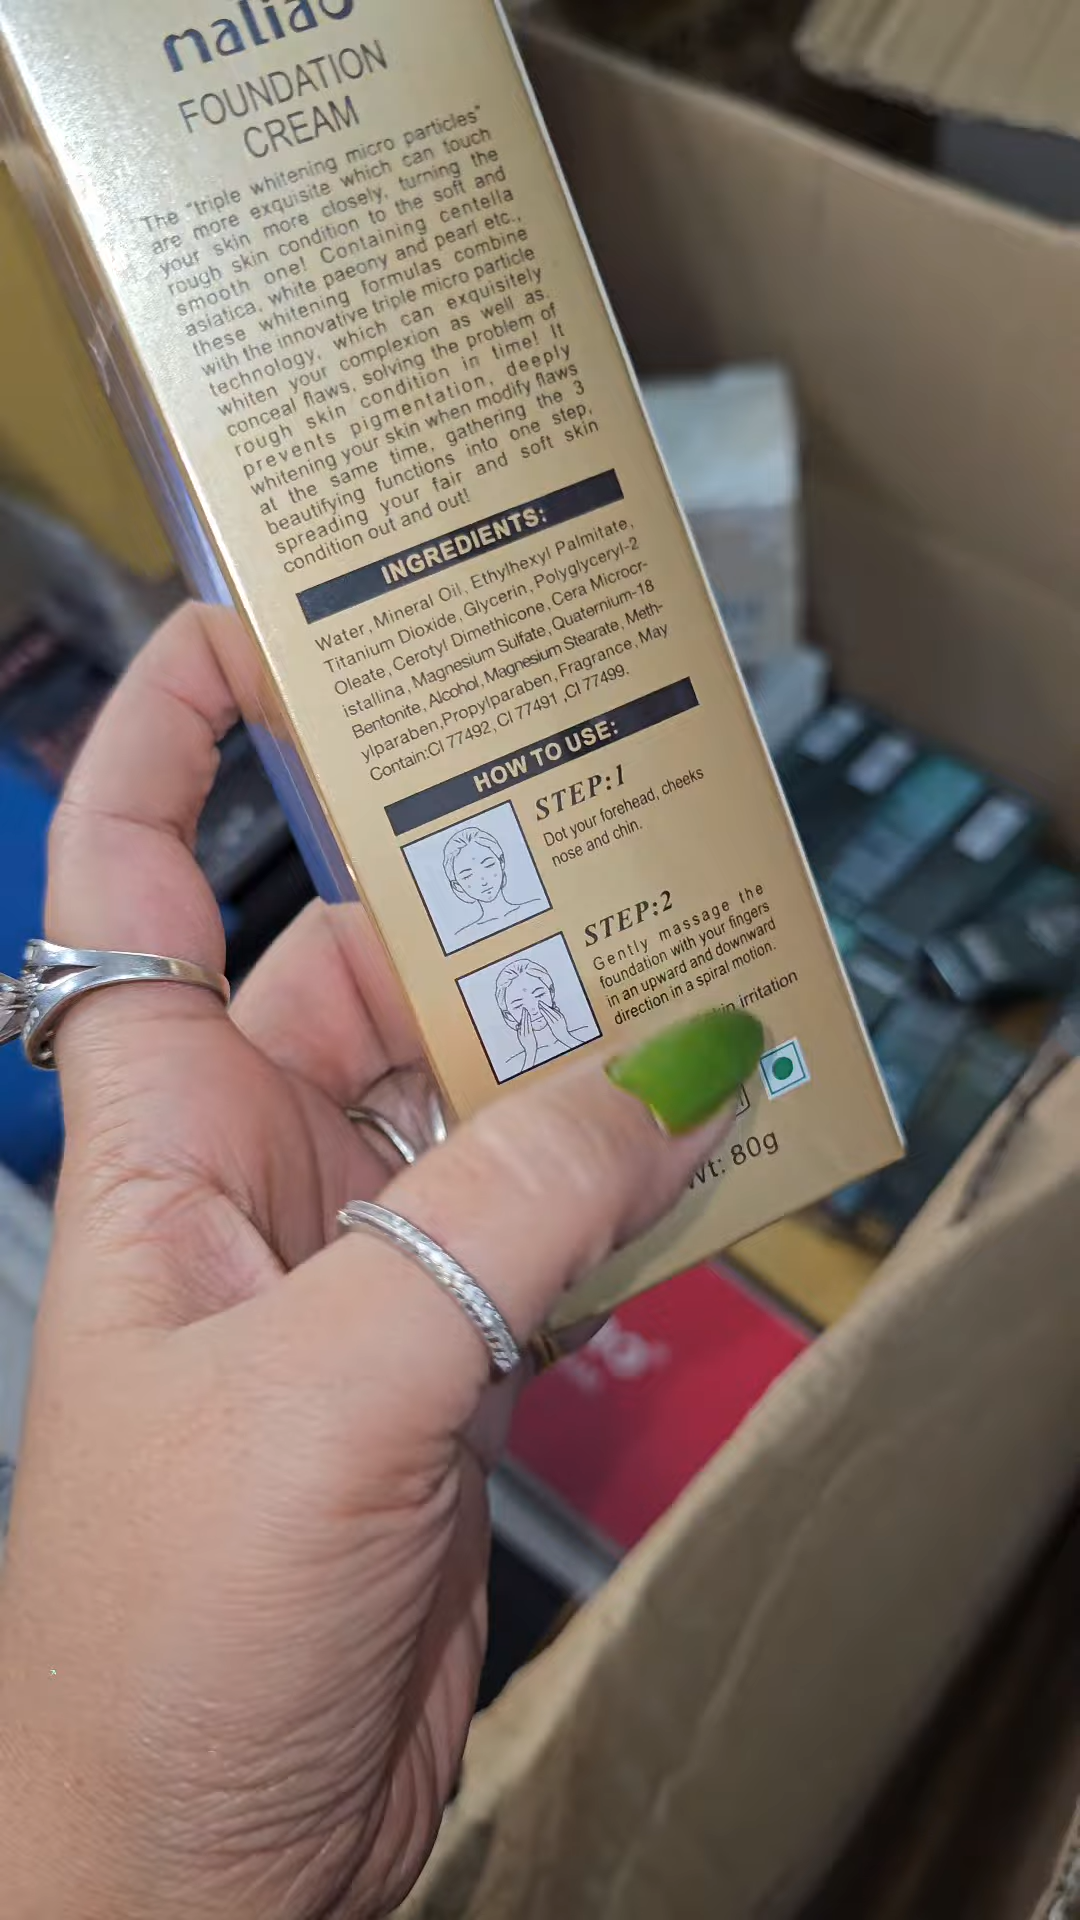 maliao
FOUNDATION
CREAM
The "triple whitening micro particles"
are more exquisite which can touch
your skin more closely, turning the
rough skin condition to the soft and
smooth one! Containing centella
asiatica, white paeony and pearl etc.,
these whitening formulas combine
with the innovative triple micro particle
technology, which can exquisitely
whiten your complexion as well as.
conceal flaws, solving the problem of
rough skin condition in time! It
prevents pigmentation, deeply
whitening your skin when modify flaws
at the same time, gathering the 3
beautifying functions into one step,
spreading your fair and soft skin
condition out and out!
INGREDIENTS:
Water, Mineral Oil, Ethylhexyl Palmitate,
Titanium Dioxide, Glycerin, Polyglyceryl-2
Oleate, Cerotyl Dimethicone, Cera Microcr-
istallina, Magnesium Sulfate, Quaternium-18
Bentonite, Alcohol, Magnesium Stearate, Meth-
ylparaben,Propylparaben, Fragrance, May
Contain:CI 77492, CI 77491 ,CI 77499.
HOW TO USE:
STEP:1
Dot your forehead, cheeks
nose and chin.
STEP:2
Gently massage the
foundation with your fingers
in an upward and downward
direction in a spiral motion.
skin irritation
wt: 80g